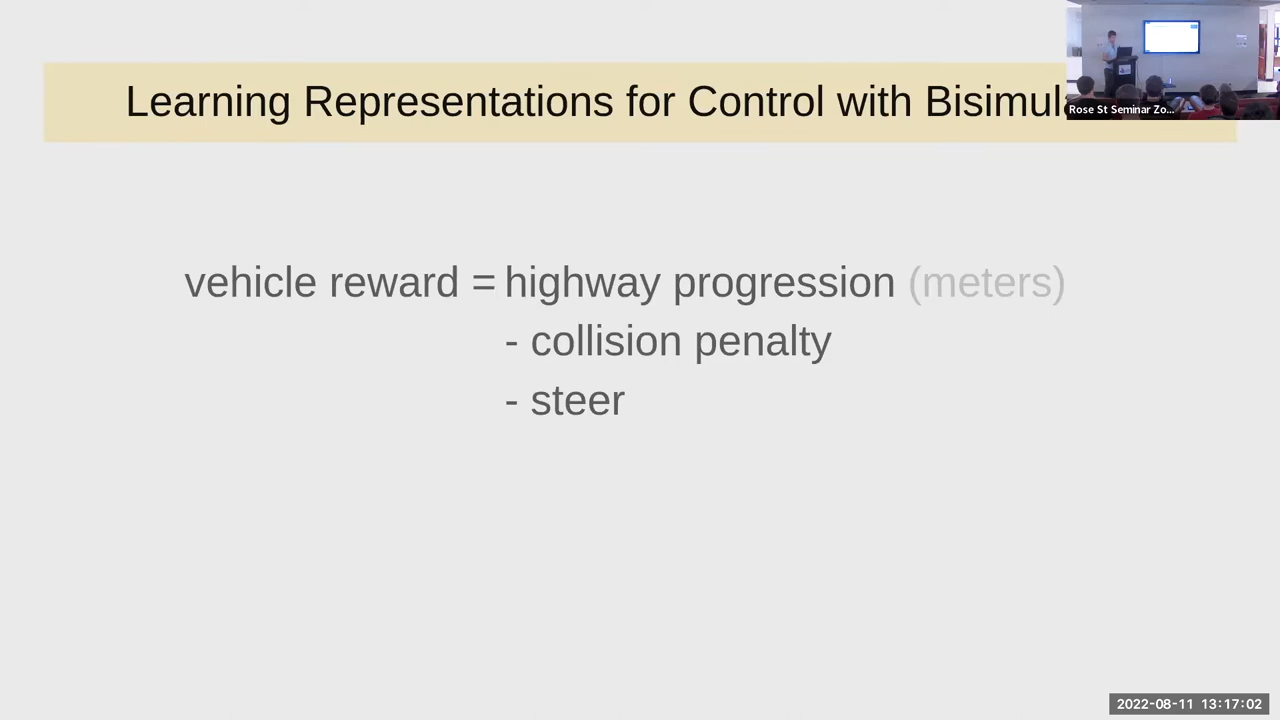 Learning Representations for Control with
Rose St Seminar Zo...
vehicle reward = highway progression (meters)
- collision penalty
- steer
2022-08-11 13:17:02